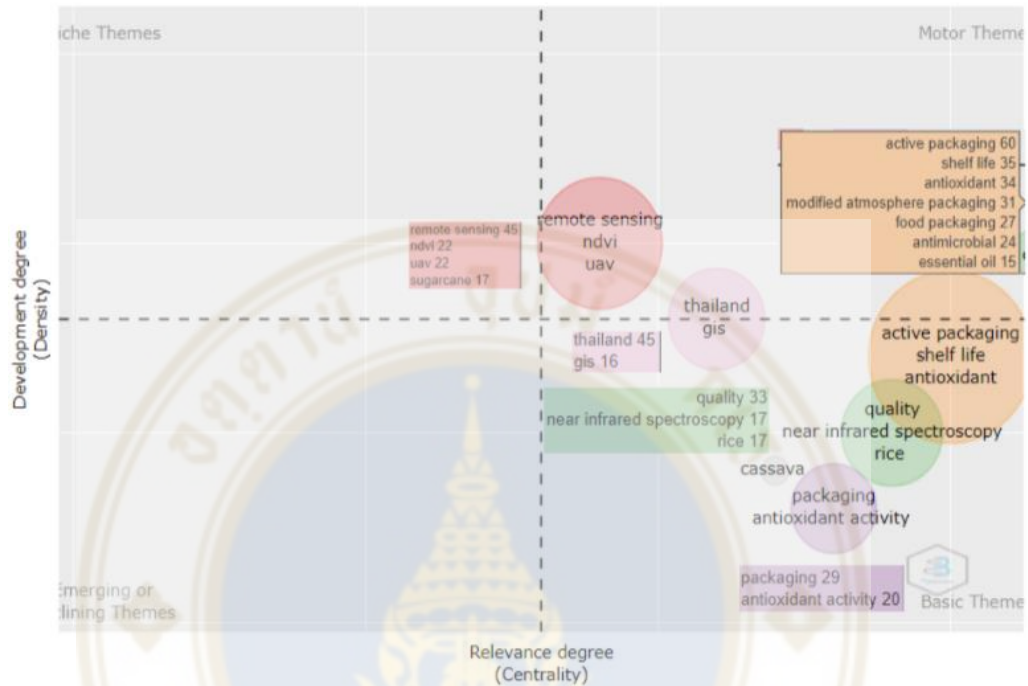 iche Themes
Motor Theme
active packaging 60
shelf life 35
antioxidant 34
modified atmosphere packaging 31
food packaging 27
antimicrobial 24
essential oil 15
remote sensing
ndvi
uav
remote sensing 45
ndvi 22
uav 22
sugarcane 17
thailand
gis
thailand 45
gis 16
active packaging
shelf life
antioxidant
quality 33
near infrared spectroscopy 17
rice 17
quality
near infrared spectroscopy
rice
cassava
packaging
antioxidant activity
packaging 29
antioxidant activity 20
Emerging or
clining Themes
Basic Theme
Development degree
(Density)
Relevance degree
(Centrality)